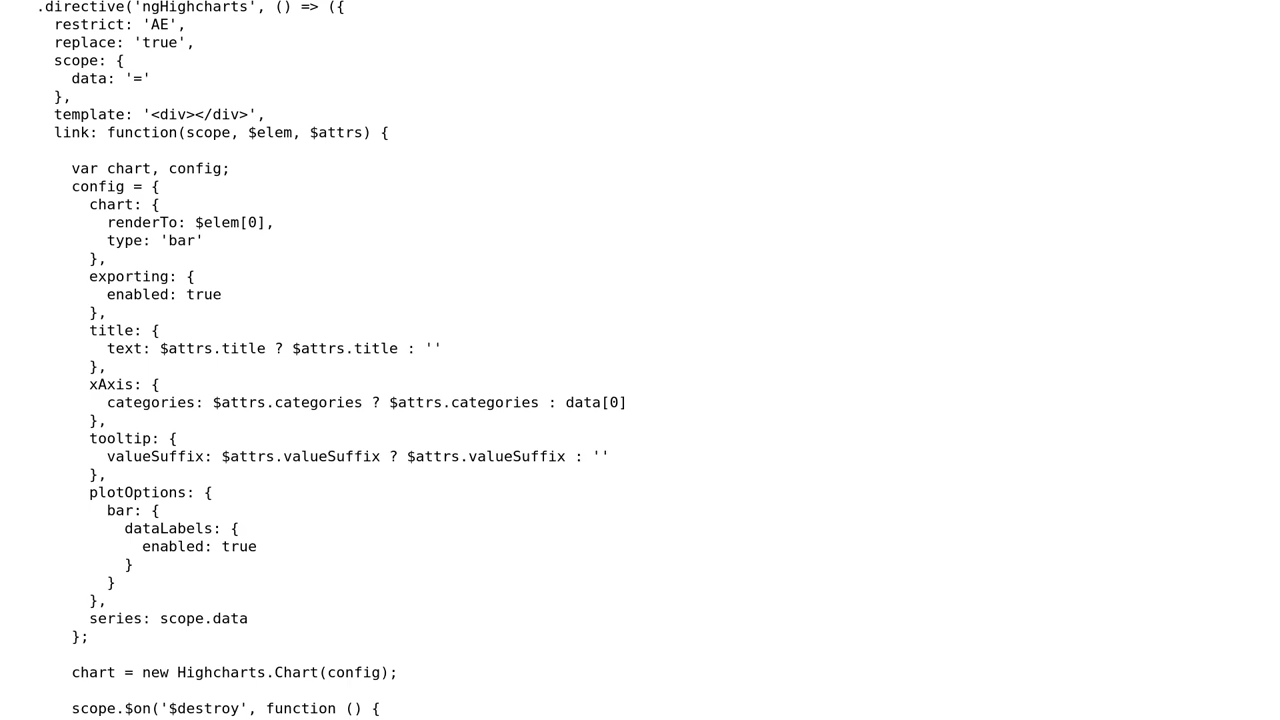 .directive('ngHighcharts', () => ({
  restrict: 'AE',
  replace: 'true',
  scope: {
    data: '='
  },
  template: '<div></div>',
  link: function(scope, $elem, $attrs) {

    var chart, config;
    config = {
      chart: {
        renderTo: $elem[0],
        type: 'bar'
      },
      exporting: {
        enabled: true
      },
      title: {
        text: $attrs.title ? $attrs.title : ''
      },
      xAxis: {
        categories: $attrs.categories ? $attrs.categories : data[0]
      },
      tooltip: {
        valueSuffix: $attrs.valueSuffix ? $attrs.valueSuffix : ''
      },
      plotOptions: {
        bar: {
          dataLabels: {
            enabled: true
          }
        }
      },
      series: scope.data
    };

    chart = new Highcharts.Chart(config);

    scope.$on('$destroy', function () {